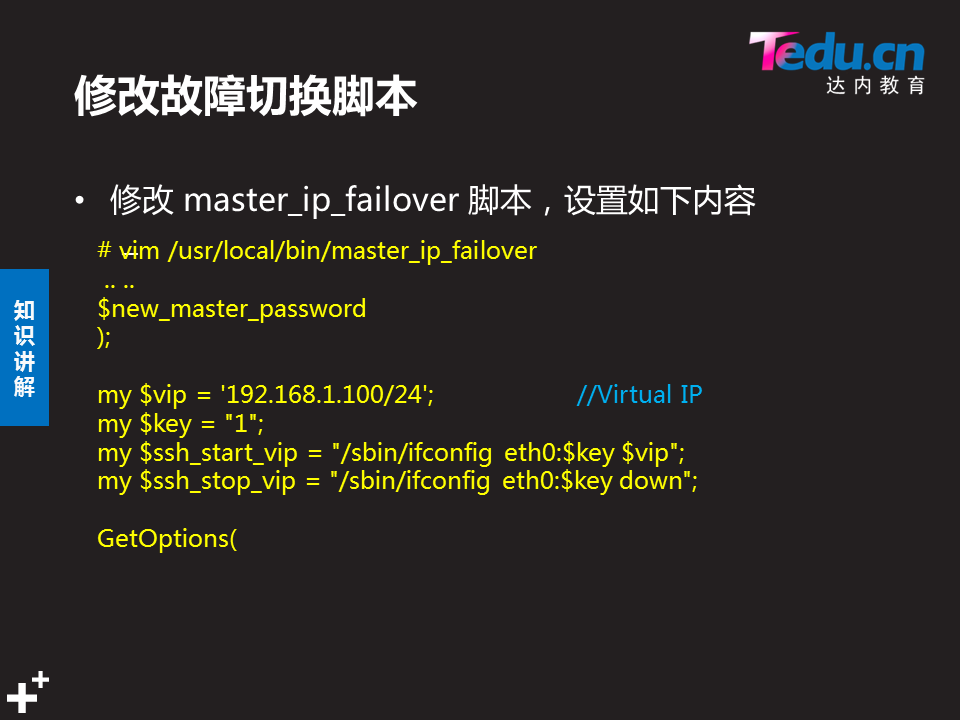 Tedu.cn
达内教育
修改故障切换脚本
• 修改 master_ip_failover 脚本，设置如下内容
# vim /usr/local/bin/master_ip_failover
.. ..
$new_master_password
);
知识讲解
my $vip = '192.168.1.100/24'; //Virtual IP
my $key = "1";
my $ssh_start_vip = "/sbin/ifconfig eth0:$key $vip";
my $ssh_stop_vip = "/sbin/ifconfig eth0:$key down";
GetOptions(